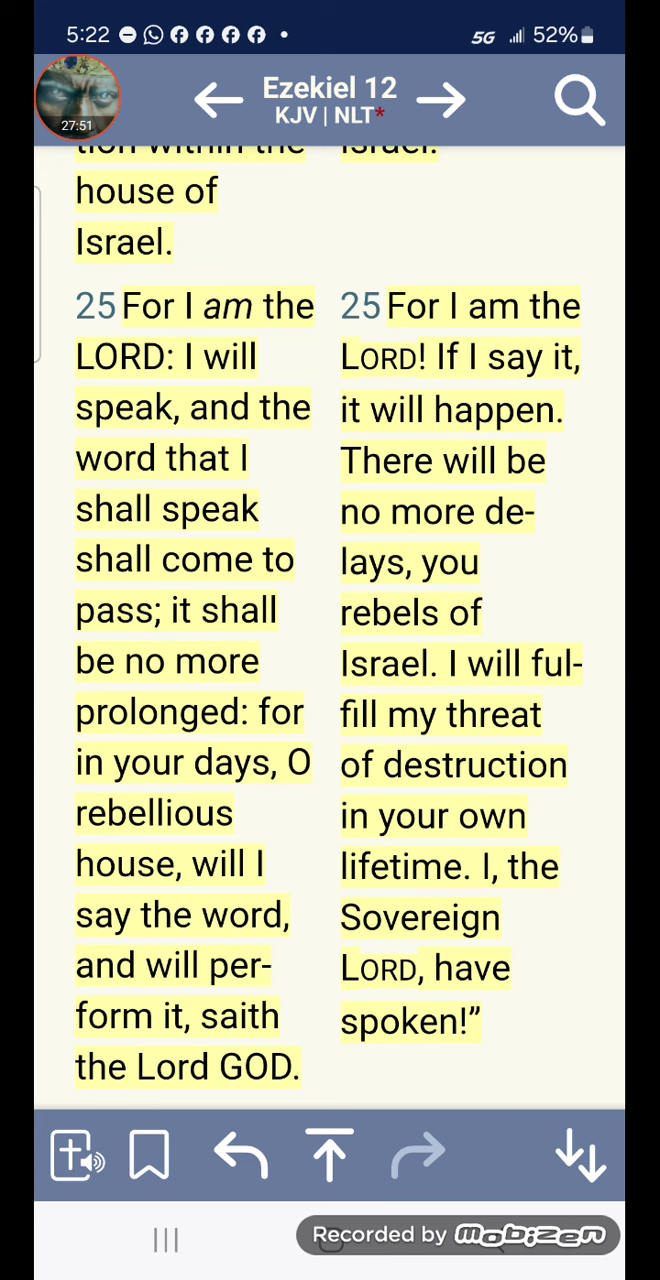 5:22
5G
52%
Ezekiel 12
KJV | NLT*
27:51
tion within the
house of
Israel.
25 For I am the
LORD: I will
speak, and the
word that I
shall speak
shall come to
pass; it shall
be no more
prolonged: for
in your days, O
rebellious
house, will I
say the word,
and will per-
form it, saith
the Lord GOD.
Israel.
25 For I am the
LORD! If I say it,
it will happen.
There will be
no more de-
lays, you
rebels of
Israel. I will ful-
fill my threat
of destruction
in your own
lifetime. I, the
Sovereign
LORD, have
spoken!”
Recorded by mobizen